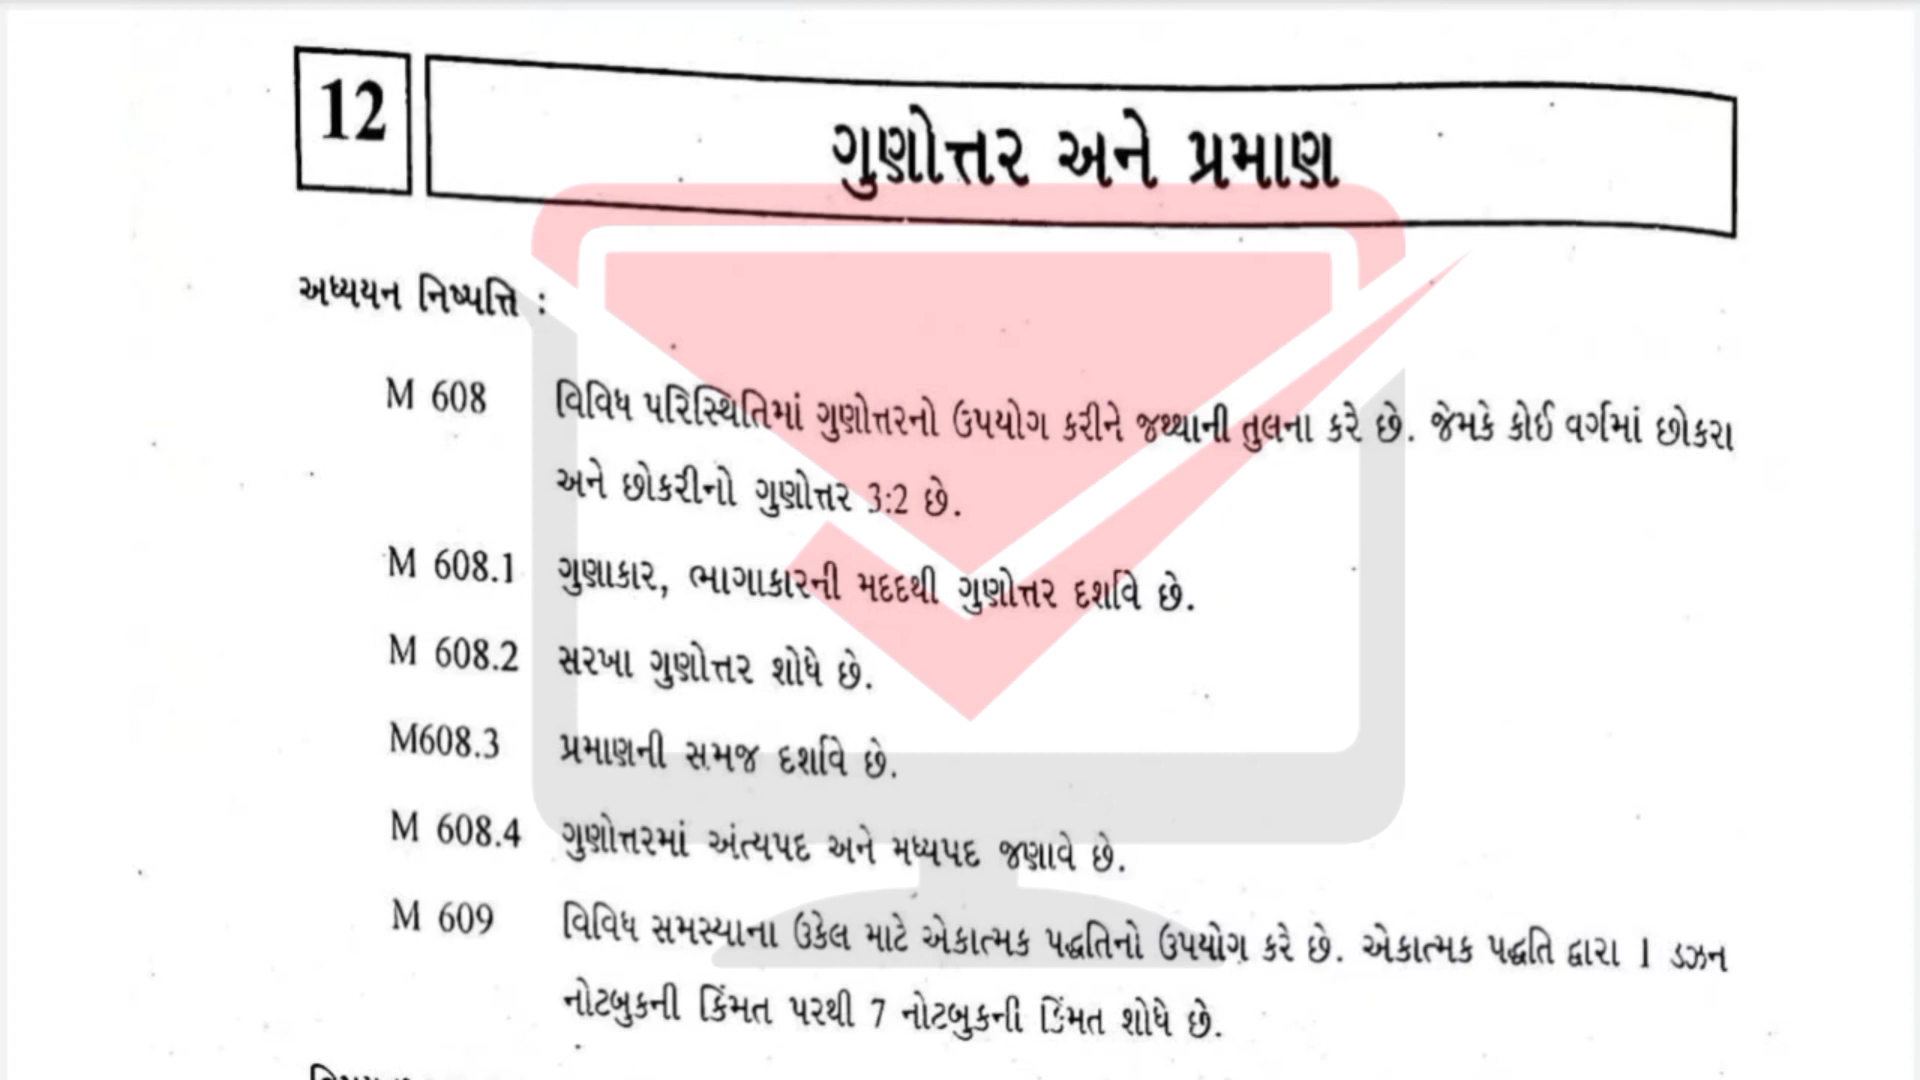 12
ગુણોત્તર અને પ્રમાણ
અધ્યયન નિષ્પત્તિ :
M 608 વિવિધ પરિસ્થિતિમાં ગુણોત્તરનો ઉપયોગ કરીને જથ્થાની તુલના કરે છે. જેમકે કોઈ વર્ગમાં છોકરા
અને છોકરીનો ગુણોત્તર 3:2 છે.
M 608.1 ગુણાકાર, ભાગાકારની મદદથી ગુણોત્તર દર્શાવે છે.
M 608.2 સરખા ગુણોત્તર શોધે છે.
M608.3 પ્રમાણની સમજ દર્શાવે છે.
M 608.4 ગુણોત્તરમાં અંત્યપદ અને મધ્યપદ જણાવે છે.
M 609 વિવિધ સમસ્યાના ઉકેલ માટે એકાત્મક પદ્ધતિનો ઉપયોગ કરે છે. એકાત્મક પદ્ધતિ દ્વારા 1 ડઝન
નોટબુકની કિંમત પરથી 7 નોટબુકની કિંમત શોધે છે.